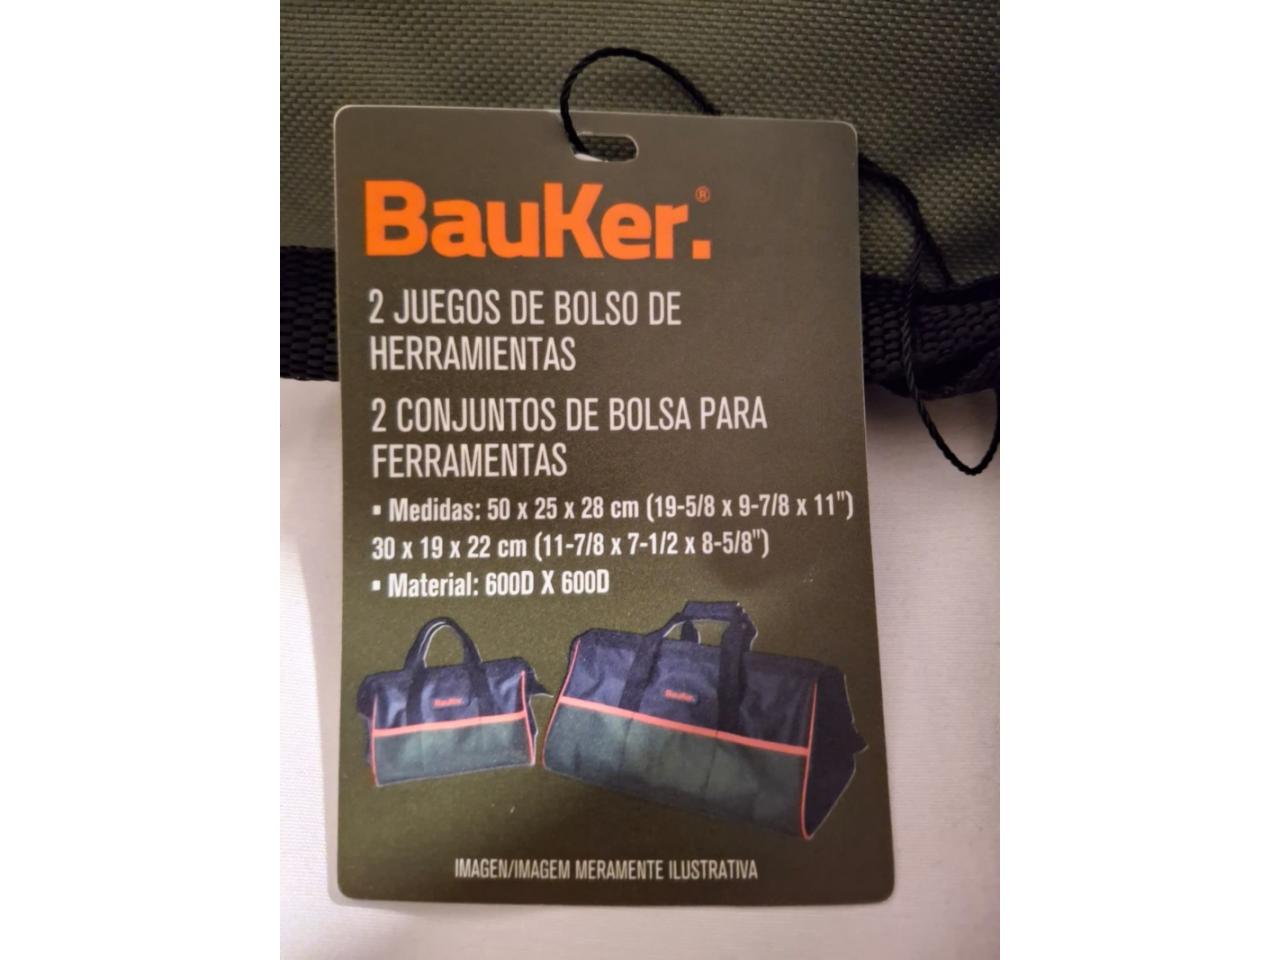 BauKer.®
2 JUEGOS DE BOLSO DE
HERRAMIENTAS
2 CONJUNTOS DE BOLSA PARA
FERRAMENTAS
▪ Medidas: 50 x 25 x 28 cm (19-5/8 x 9-7/8 x 11")
30 x 19 x 22 cm (11-7/8 x 7-1/2 x 8-5/8")
▪ Material: 600D X 600D
BauKer.
BauKer.
IMAGEN/IMAGEM MERAMENTE ILUSTRATIVA